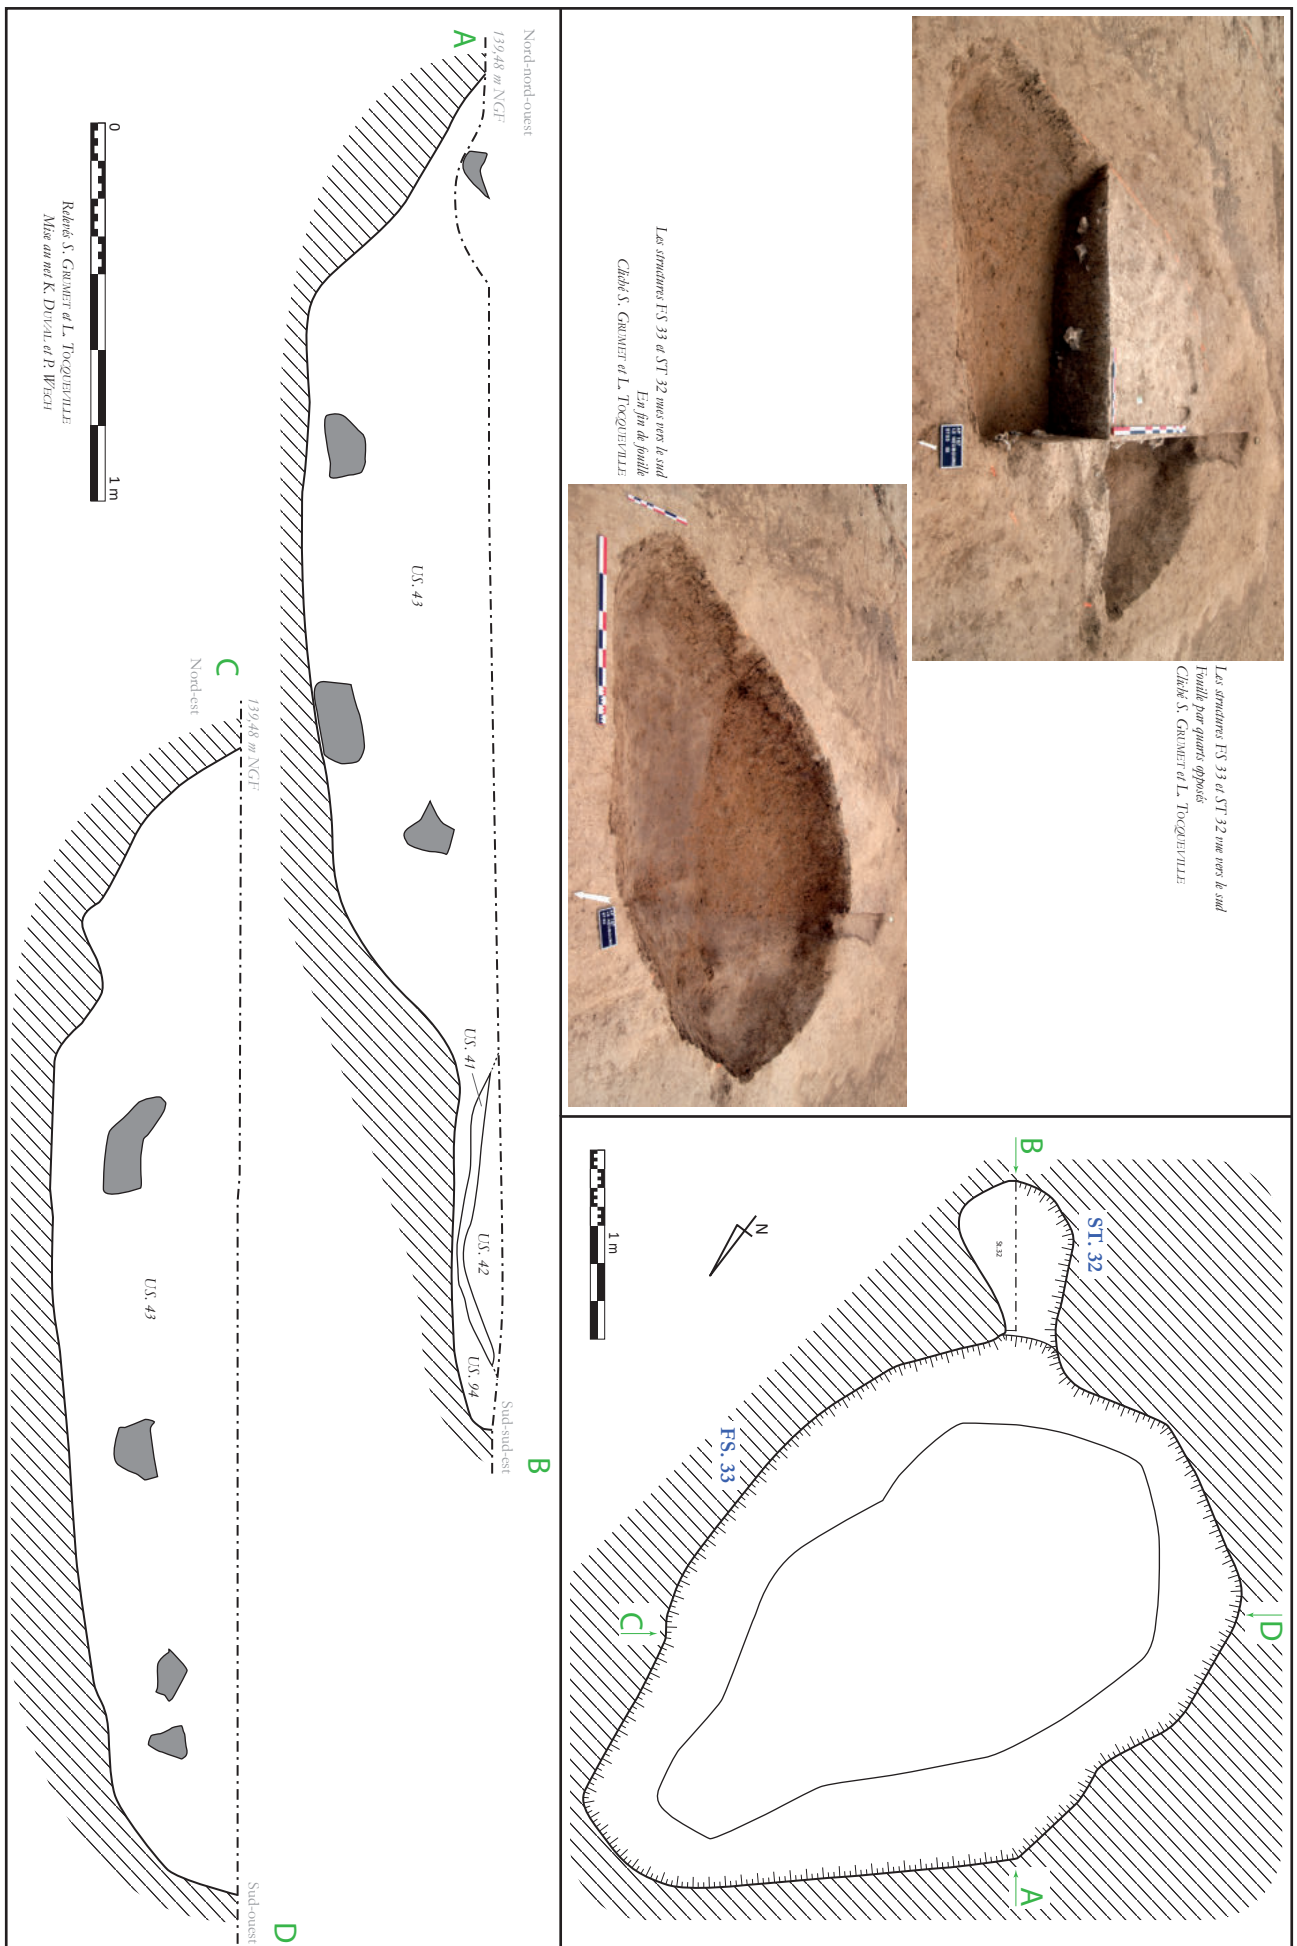 Les structures FS 33 et ST 32 vue vers le sud
Fouille par quarts opposés
Cliché S. GRUMET et L. TOCQUEVILLE
Les structures FS 33 et ST 32 vues vers le sud
En fin de fouille
Cliché S. GRUMET et L. TOCQUEVILLE
B
ST. 32
St.32
N
1 m
FS. 33
C
D
A
Nord-nord-ouest
139,48 m NGF
A
US. 43
US. 41
US. 42
US. 94
Sud-sud-est
B
C
Nord-est
139,48 m NGF
US. 43
Sud-ouest
D
0
1 m
Relevés S. GRUMET et L. TOCQUEVILLE
Mise au net K. DUVAL et P. WECH